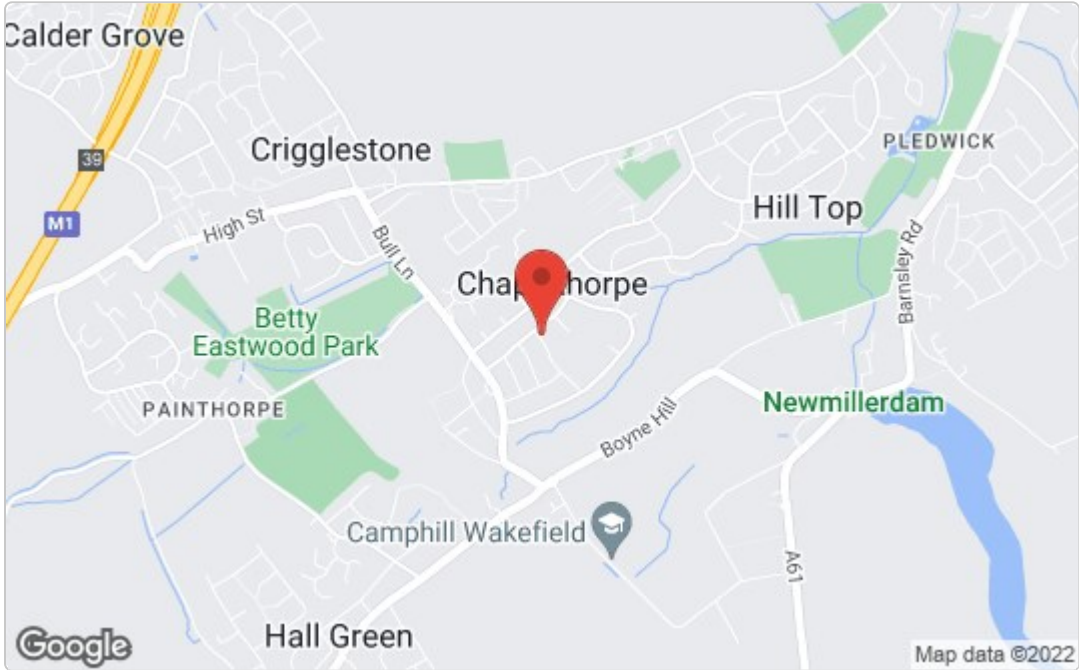 Calder Grove
Crigglestone
PLEDWICK
39
Hill Top
M1
High St
Bull Ln
Barnsley Rd
Betty
Eastwood Park
PAINTHORPE
Newmillerdam
Boyne Hill
Camphill Wakefield
A61
Hall Green
Google
Map data ©2022